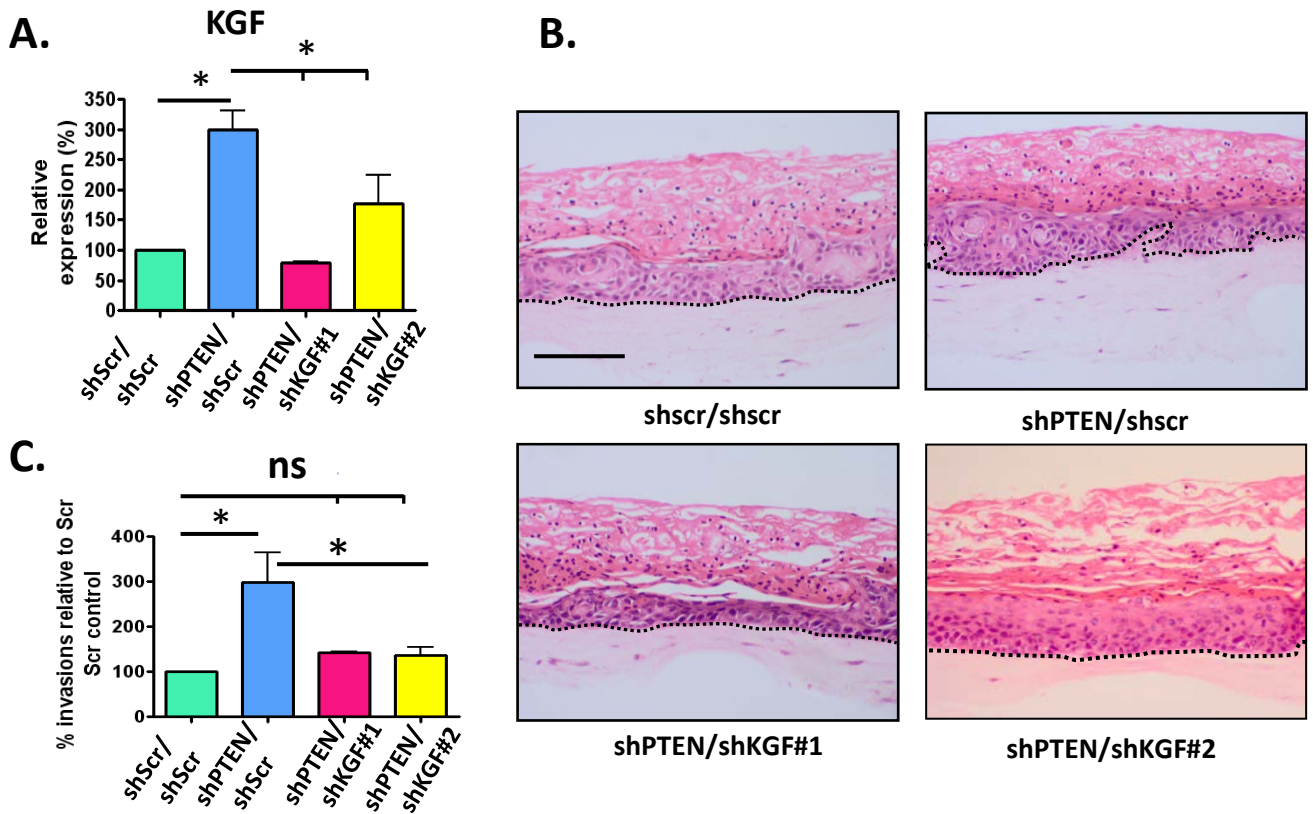 A.
KGF
*
*
Relative
expression (%)
350
300
250
200
150
100
50
0
shScr/
shScr
shPTEN/
shScr
shPTEN/
shKGF#1
shPTEN/
shKGF#2
B.
shscr/shscr
shPTEN/shscr
shPTEN/shKGF#1
shPTEN/shKGF#2
C.
ns
*
*
% invasions relative to Scr
Scr control
400
300
200
100
0
shScr/
shScr
shPTEN/
shScr
shPTEN/
shKGF#1
shPTEN/
shKGF#2